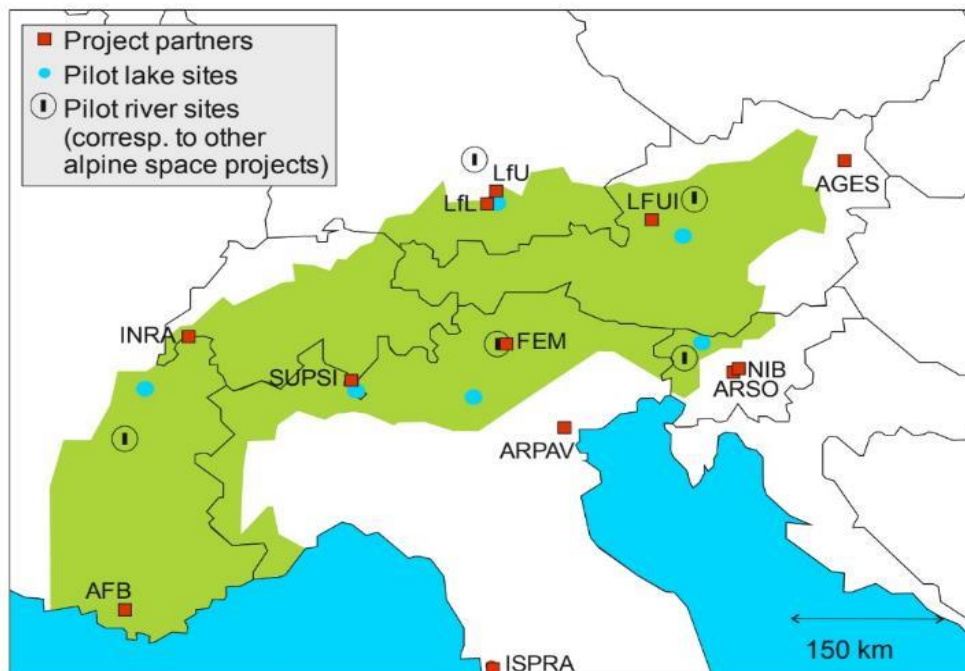 Project partners
Pilot lake sites
Pilot river sites
(corresp. to other
alpine space projects)
LfU
LfL
LFUI
AGES
INRA
FEM
SUPSI
NIB
ARSO
ARPAV
AFB
150 km
ISPRA